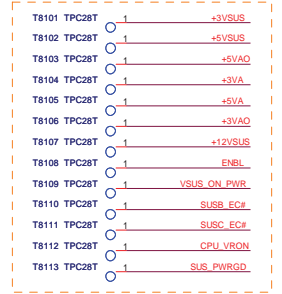 T8101 TPC28T 1 +3VSUS
T8102 TPC28T 1 +5VSUS
T8103 TPC28T 1 +5VAO
T8104 TPC28T 1 +3VA
T8105 TPC28T 1 +5VA
T8106 TPC28T 1 +3VAO
T8107 TPC28T 1 +12VSUS
T8108 TPC28T 1 ENBL
T8109 TPC28T 1 VSUS_ON_PWR
T8110 TPC28T 1 SUSB_EC#
T8111 TPC28T 1 SUSC_EC#
T8112 TPC28T 1 CPU_VRON
T8113 TPC28T 1 SUS_PWRGD